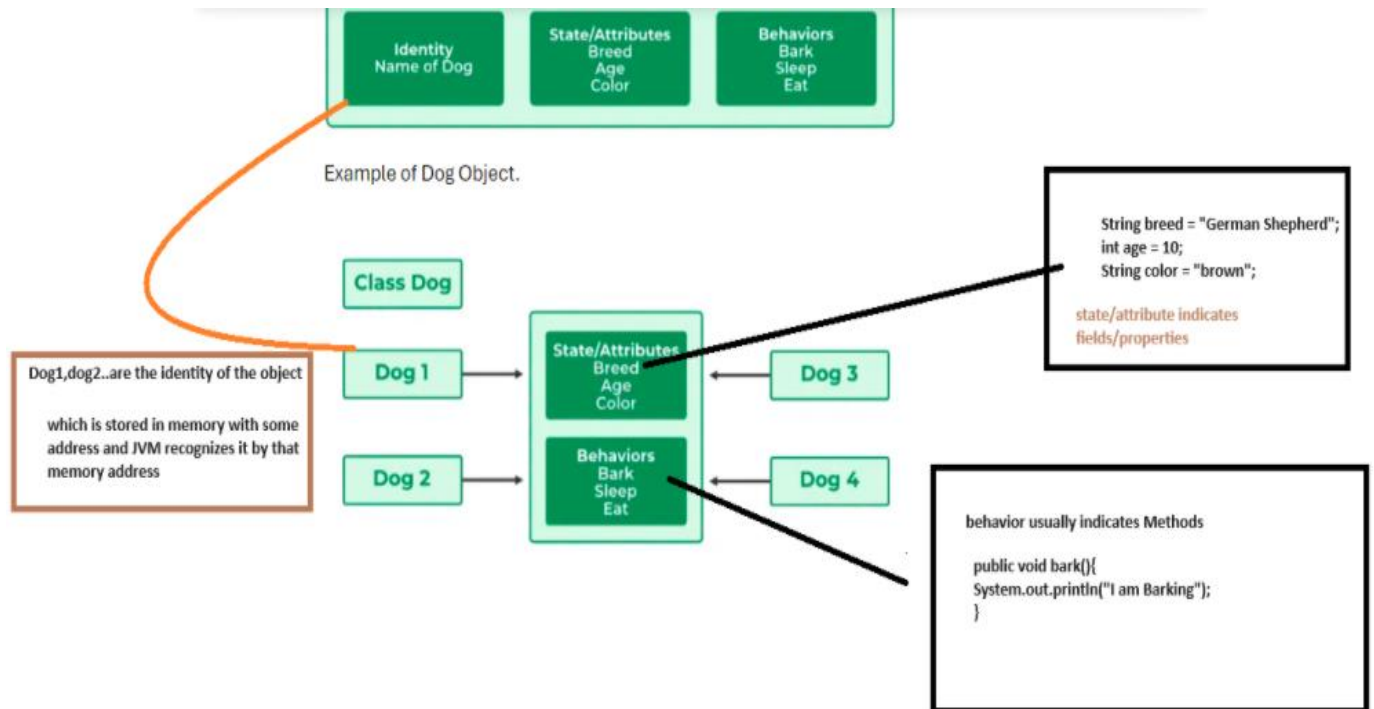 Identity
Name of Dog
State/Attributes
Breed
Age
Color
Behaviors
Bark
Sleep
Eat
Example of Dog Object.
Class Dog
Dog 1
Dog 2
State/Attributes
Breed
Age
Color
Behaviors
Bark
Sleep
Eat
Dog 3
Dog 4
Dog1,dog2..are the identity of the object
which is stored in memory with some
address and JVM recognizes it by that
memory address
String breed = "German Shepherd";
int age = 10;
String color = "brown";
state/attribute indicates
fields/properties
behavior usually indicates Methods
public void bark(){
System.out.println("I am Barking");
}